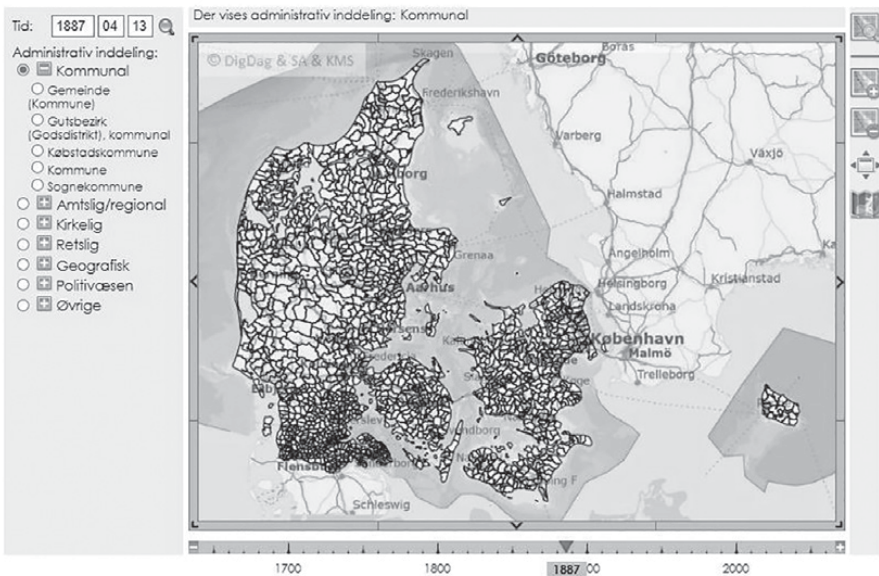 Tid: 1887 04 13
Administrativ inddeling:
Kommunal
Gemeinde
(Kommune)
Gutsbezirk
(Godsdistrikt), kommunal
Købstadskommune
Kommune
Sognekommune
Amtslig/regional
Kirkelig
Retslig
Geografisk
Politivæsen
Øvrige
Der vises administrativ inddeling: Kommunal
© DigDag & SA & KMS
Skagen
Borås
Göteborg
Frederikshavn
Varberg
Växjö
Halmstad
Grenaa
Ängelholm
Aarhus
Helsingborg
Kristianstad
Landskrona
København
Malmö
Trelleborg
Schleswig
1700
1800
1887
2000